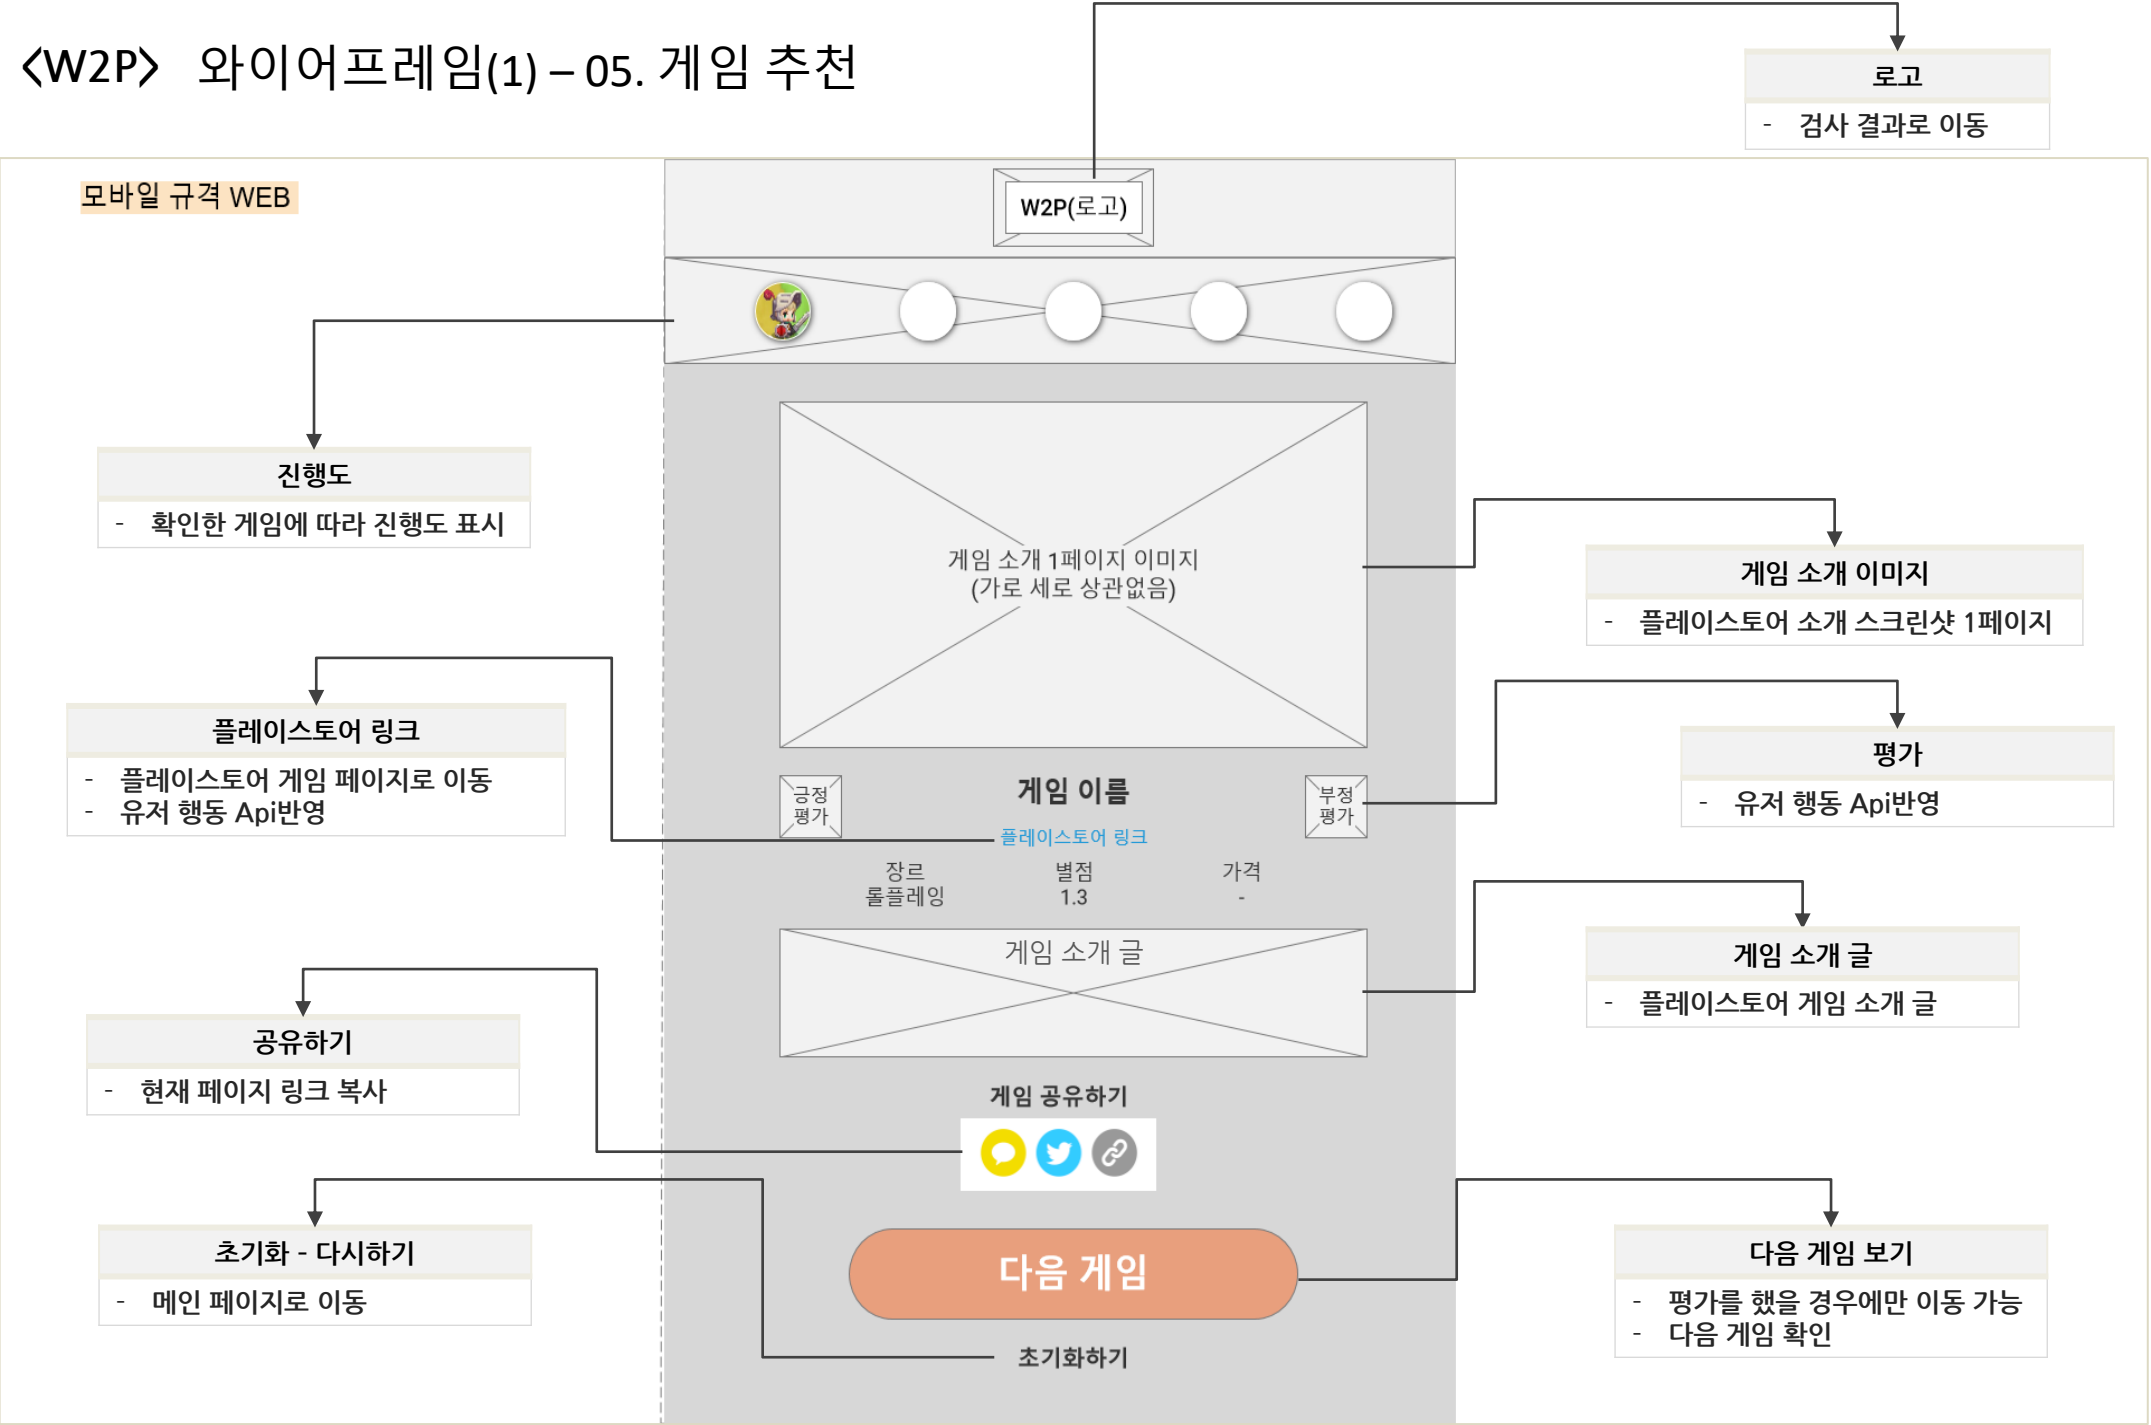 <W2P> 와이어프레임(1) – 05. 게임 추천
로고
- 검사 결과로 이동
모바일 규격 WEB
W2P(로고)
진행도
- 확인한 게임에 따라 진행도 표시
게임 소개 1페이지 이미지
(가로 세로 상관없음)
게임 소개 이미지
- 플레이스토어 소개 스크린샷 1페이지
플레이스토어 링크
- 플레이스토어 게임 페이지로 이동
- 유저 행동 Api반영
긍정
평가
게임 이름
부정
평가
플레이스토어 링크
평가
- 유저 행동 Api반영
장르 별점 가격
롤플레잉 1.3 -
게임 소개 글
게임 소개 글
- 플레이스토어 게임 소개 글
공유하기
- 현재 페이지 링크 복사
게임 공유하기
초기화 - 다시하기
- 메인 페이지로 이동
다음 게임
다음 게임 보기
- 평가를 했을 경우에만 이동 가능
- 다음 게임 확인
초기화하기